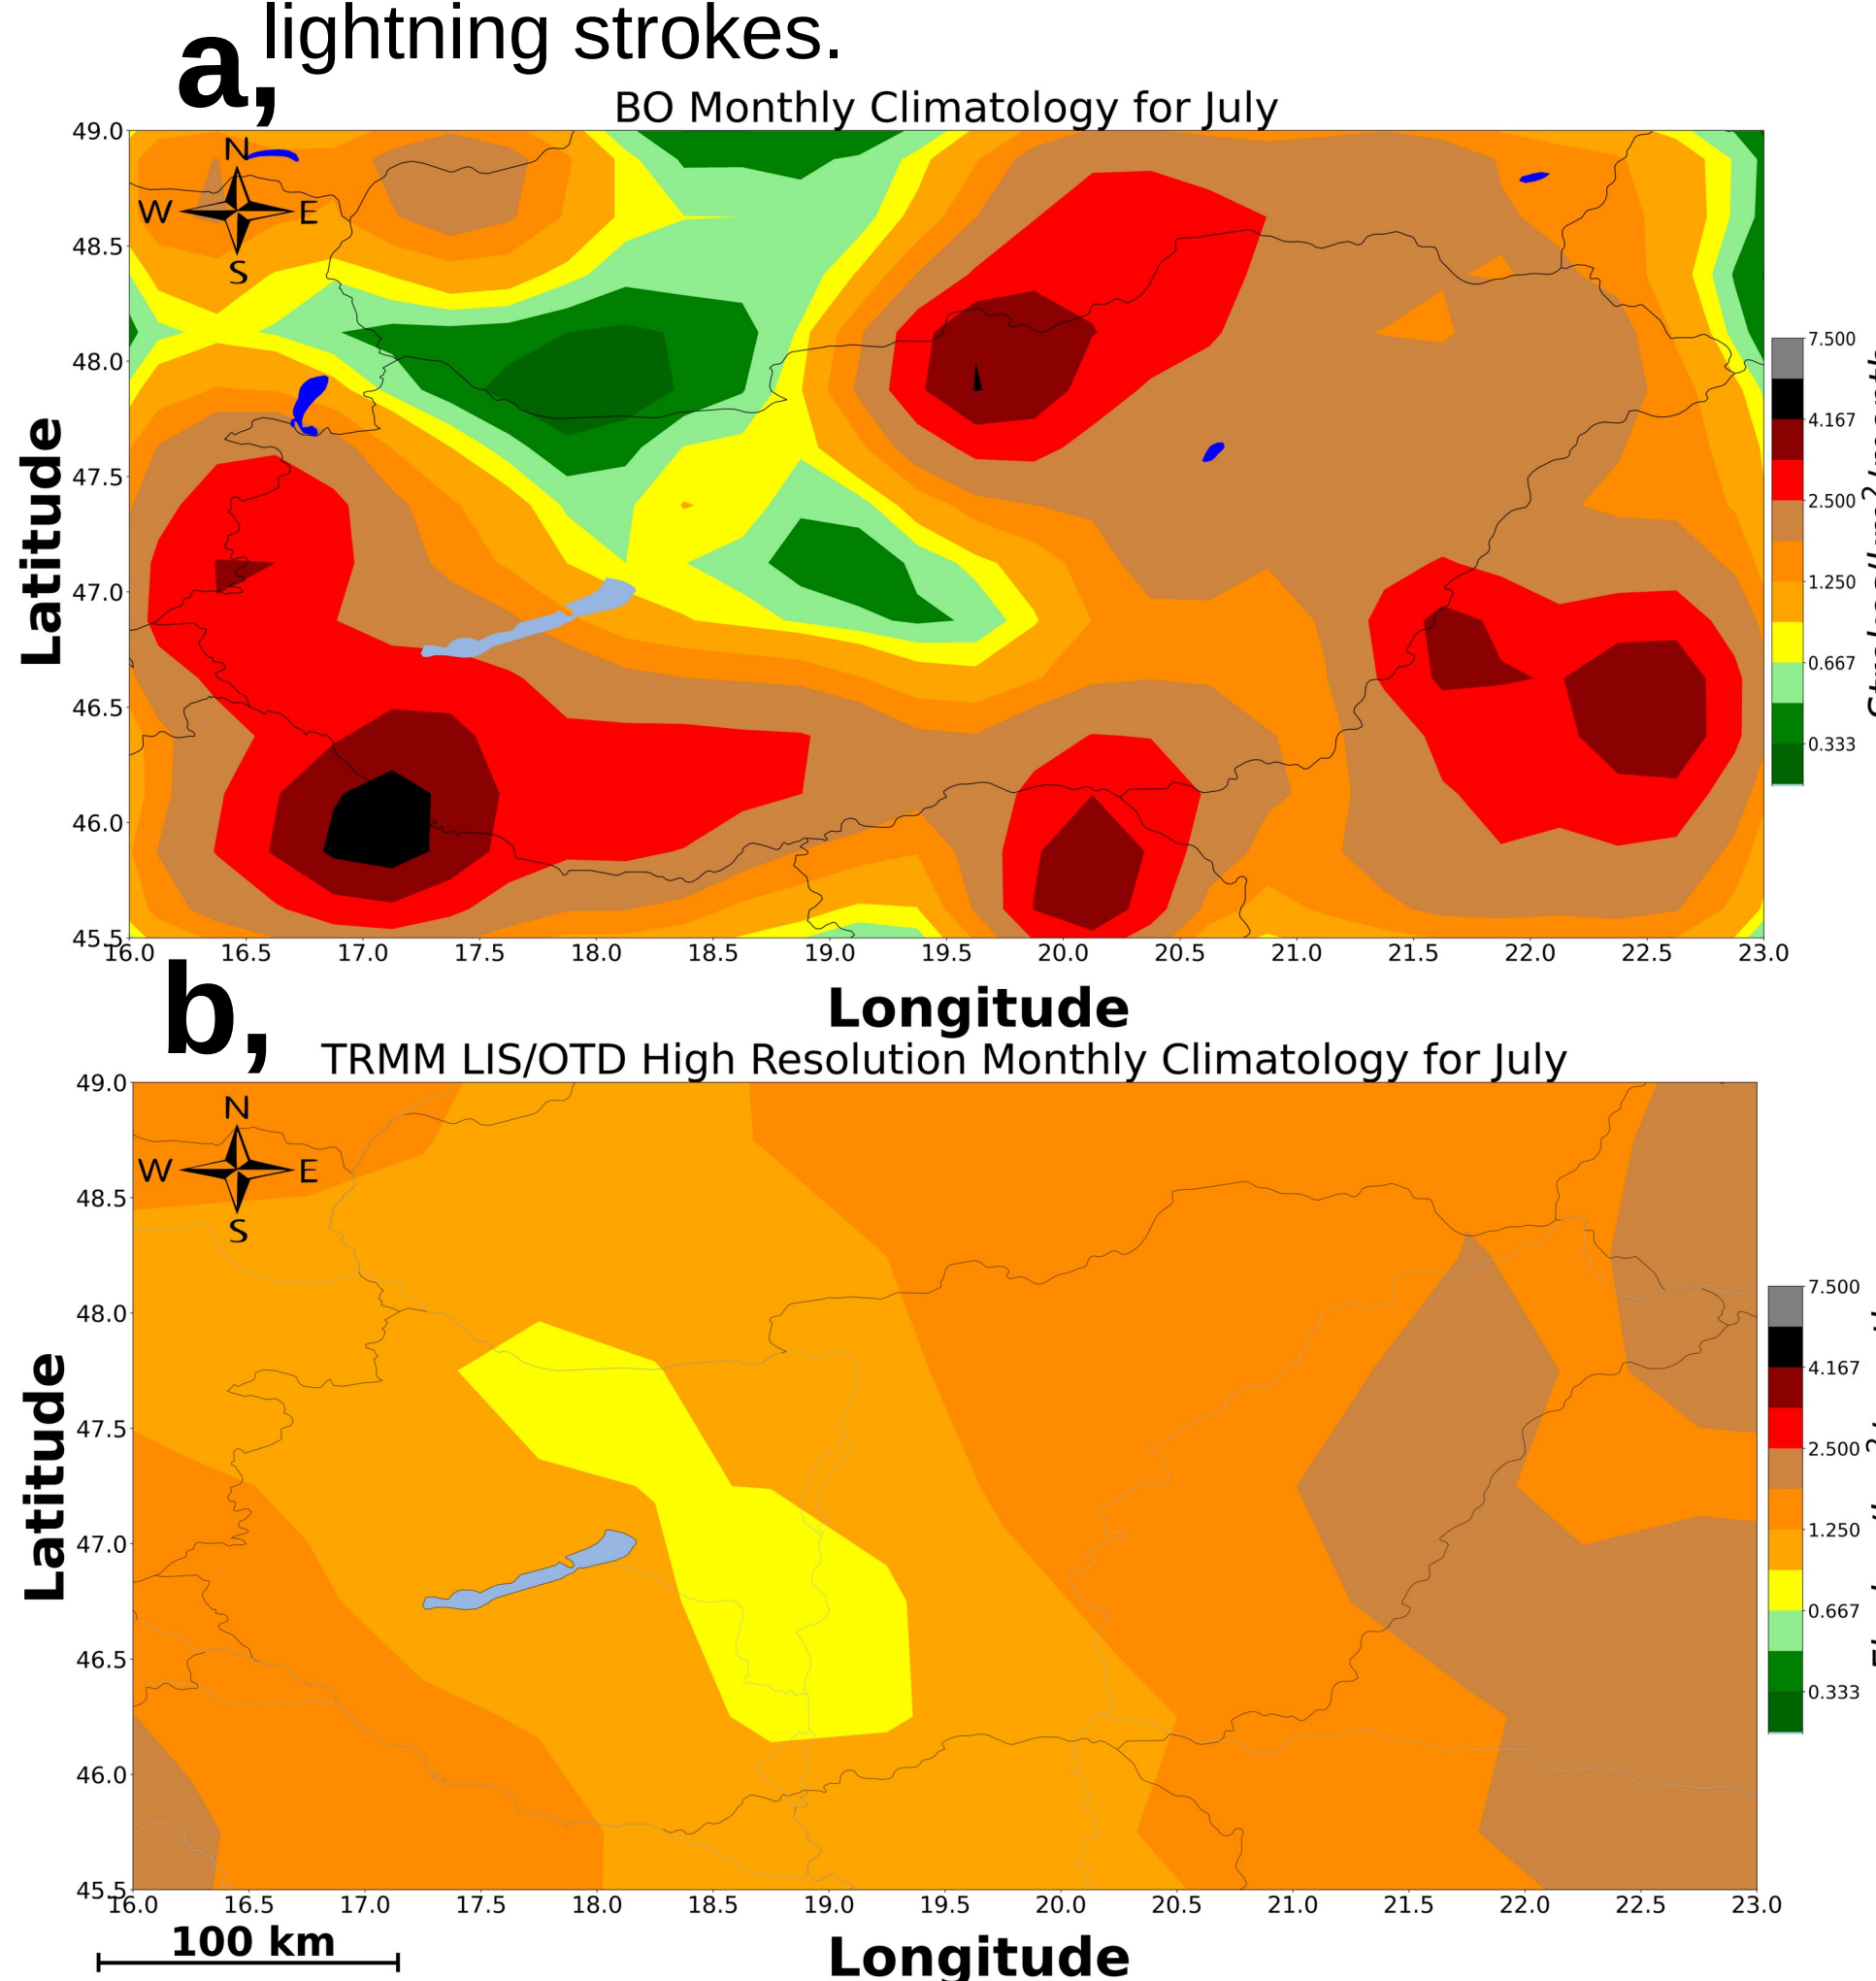 lightning strokes.
a,
BO Monthly Climatology for July
N
W E
S
49.0
48.5
48.0
47.5
47.0
46.5
46.0
45.5
Latitude
16.0 16.5 17.0 17.5 18.0 18.5 19.0 19.5 20.0 20.5 21.0 21.5 22.0 22.5 23.0
Longitude
7.500
4.167
2.500
1.250
0.667
0.333
b,
TRMM LIS/OTD High Resolution Monthly Climatology for July
N
W E
S
49.0
48.5
48.0
47.5
47.0
46.5
46.0
45.5
Latitude
16.0 16.5 17.0 17.5 18.0 18.5 19.0 19.5 20.0 20.5 21.0 21.5 22.0 22.5 23.0
Longitude
7.500
4.167
2.500
1.250
0.667
0.333
100 km